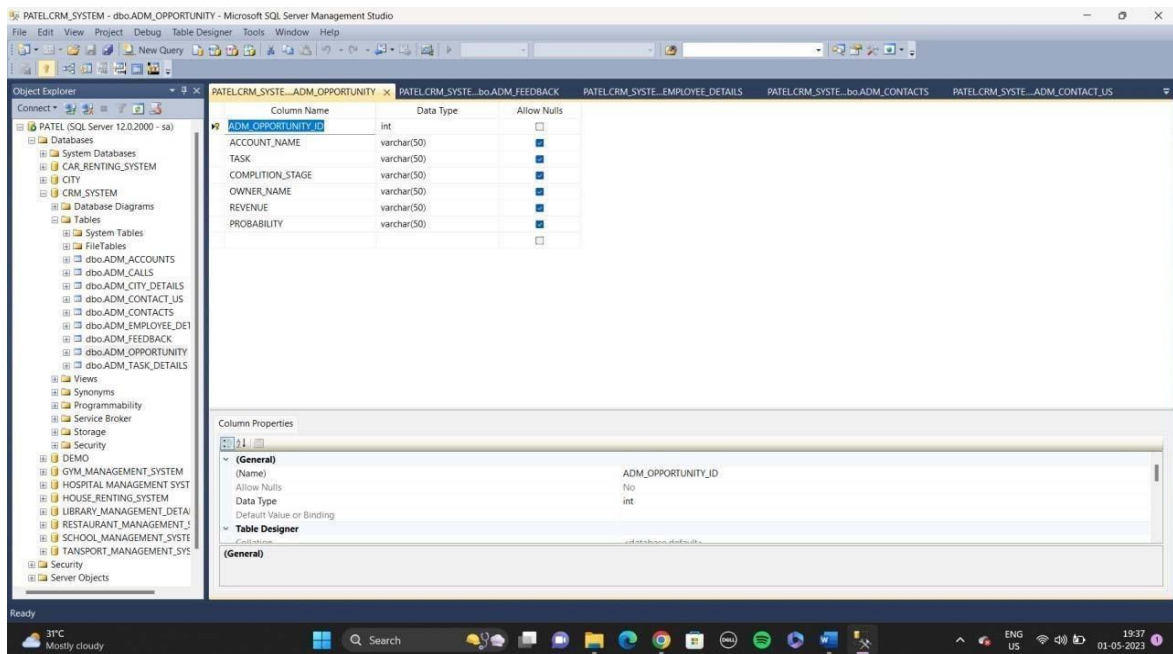 PATEL.CRM_SYSTEM - dbo.ADM_OPPORTUNITY - Microsoft SQL Server Management Studio
File Edit View Project Debug Table Designer Tools Window Help
New Query
Object Explorer
PATEL.CRM_SYSTE....ADM_OPPORTUNITY PATEL.CRM_SYSTE...bo.ADM_FEEDBACK PATEL.CRM_SYSTE...EMPLOYEE_DETAILS PATEL.CRM_SYSTE...bo.ADM_CONTACTS PATEL.CRM_SYSTE...ADM_CONTACT_US
Connect
PATEL (SQL Server 12.0.2000 - sa)
Databases
System Databases
CAR_RENTING_SYSTEM
CITY
CRM_SYSTEM
Database Diagrams
Tables
System Tables
FileTables
dbo.ADM_ACCOUNTS
dbo.ADM_CALLS
dbo.ADM_CITY_DETAILS
dbo.ADM_CONTACT_US
dbo.ADM_CONTACTS
dbo.ADM_EMPLOYEE_DET
dbo.ADM_FEEDBACK
dbo.ADM_OPPORTUNITY
dbo.ADM_TASK_DETAILS
Views
Synonyms
Programmability
Service Broker
Storage
Security
DEMO
GYM_MANAGEMENT_SYSTEM
HOSPITAL MANAGEMENT SYST
HOUSE_RENTING_SYSTEM
LIBRARY_MANAGEMENT_DETAI
RESTAURANT_MANAGEMENT_S
SCHOOL_MANAGEMENT_SYSTE
TANSPORT_MANAGEMENT_SYS
Security
Server Objects
Column Name Data Type Allow Nulls
ADM_OPPORTUNITY_ID int
ACCOUNT_NAME varchar(50)
TASK varchar(50)
COMPLITION_STAGE varchar(50)
OWNER_NAME varchar(50)
REVENUE varchar(50)
PROBABILITY varchar(50)
Column Properties
(General)
(Name) ADM_OPPORTUNITY_ID
Allow Nulls No
Data Type int
Default Value or Binding
Table Designer
Collation <database default>
(General)
Ready
31°C
Mostly cloudy
Search
DELL
ENG
US
19:37
01-05-2023
1